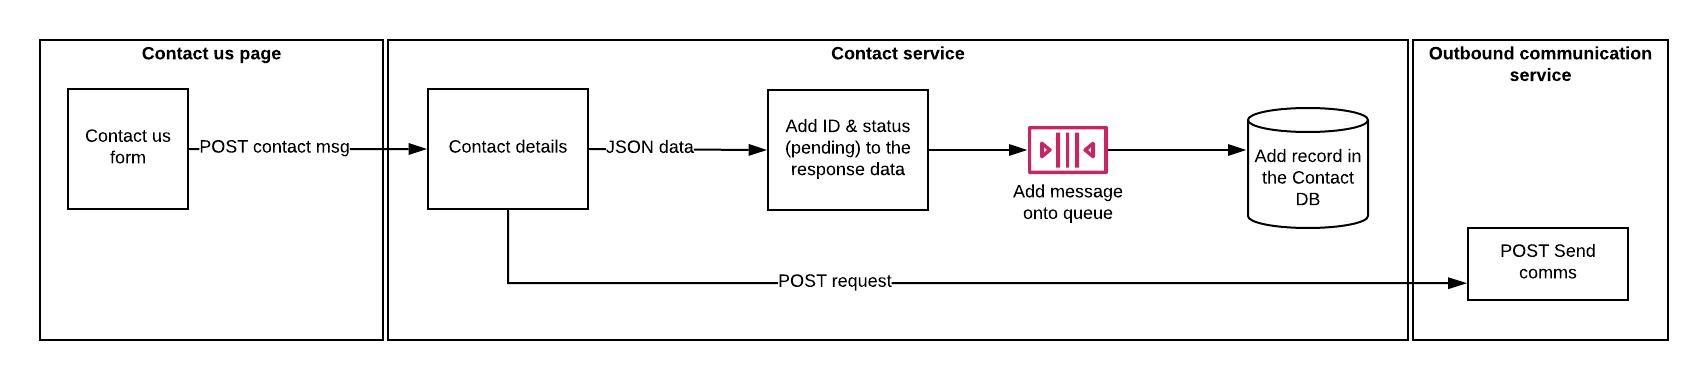 Contact us page
Contact service
Outbound communication
service
Contact us
form
POST contact msg
Contact details
JSON data
Add ID & status
(pending) to the
response data
Add message
onto queue
Add record in
the Contact
DB
POST request
POST Send
comms